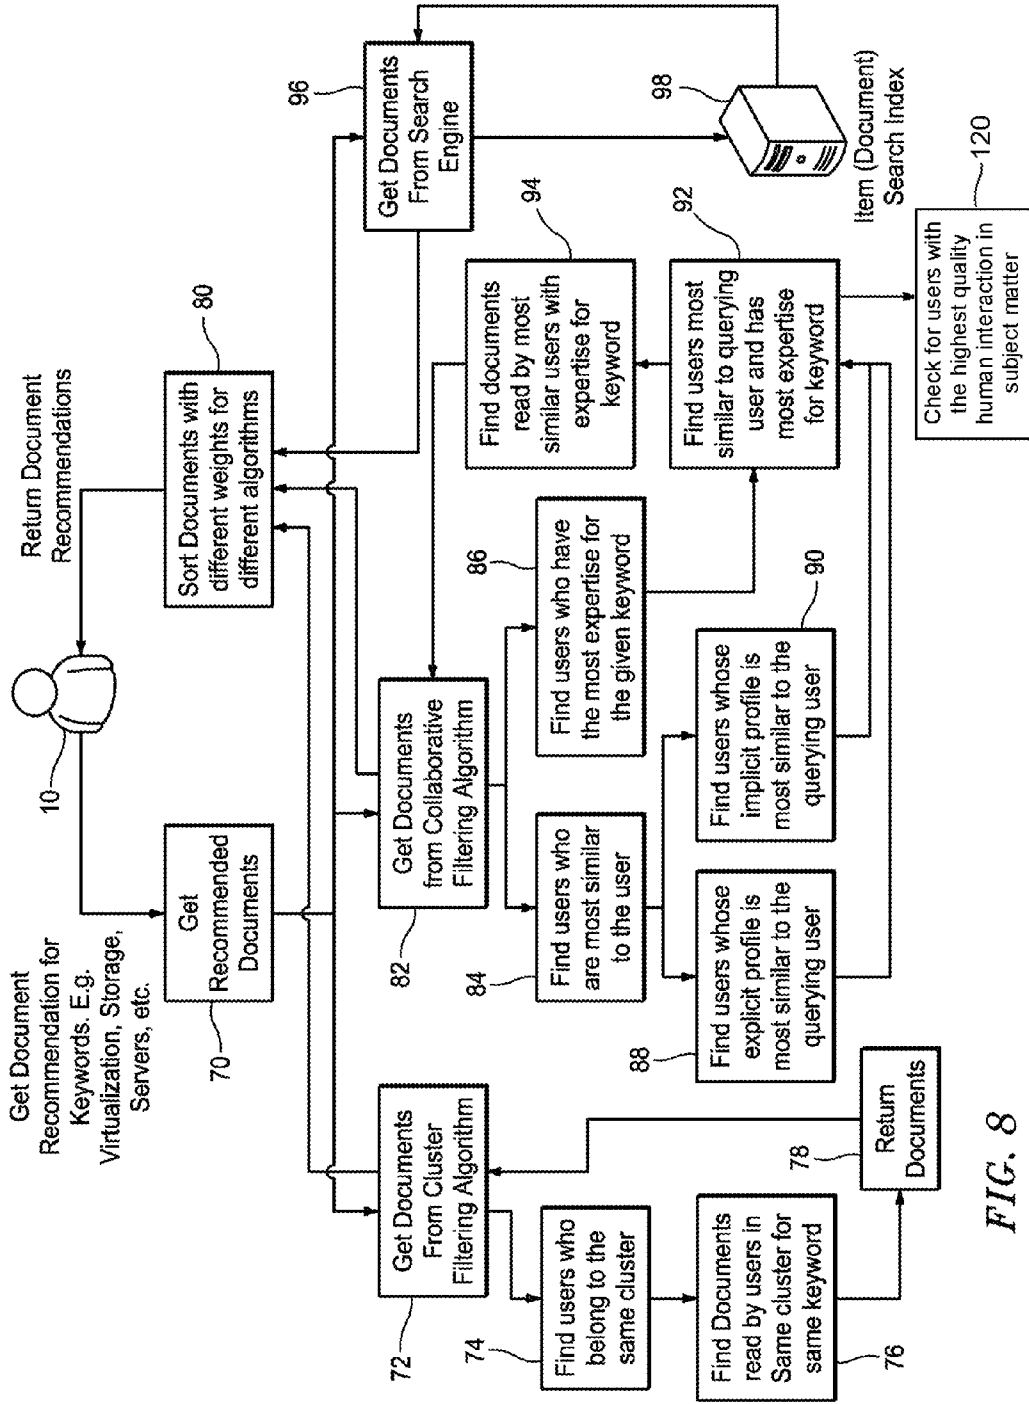 Get Document
Recommendation for
Keywords. E.g.
Virtualization, Storage,
Servers, etc.
10
Return Document
Recommendations
Get
Recommended
Documents
70
Sort Documents with
different weights for
different algorithms
80
Get Documents
From Cluster
Filtering Algorithm
72
Get Documents
from Collaborative
Filtering Algorithm
82
Get Documents
From Search
Engine
96
Find users who
belong to the
same cluster
74
Find users who
are most similar
to the user
84
Find users who have
the most expertise for
the given keyword
86
Find documents
read by most
similar users with
expertise for
keyword
94
Find Documents
read by users in
Same cluster for
same keyword
76
Find users whose
explicit profile is
most similar to the
querying user
88
Find users whose
implicit profile is
most similar to the
querying user
90
Find users most
similar to querying
user and has
most expertise
for keyword
92
98
Item (Document)
Search Index
Return
Documents
78
Check for users with
the highest quality
human interaction in
subject matter
120
FIG. 8